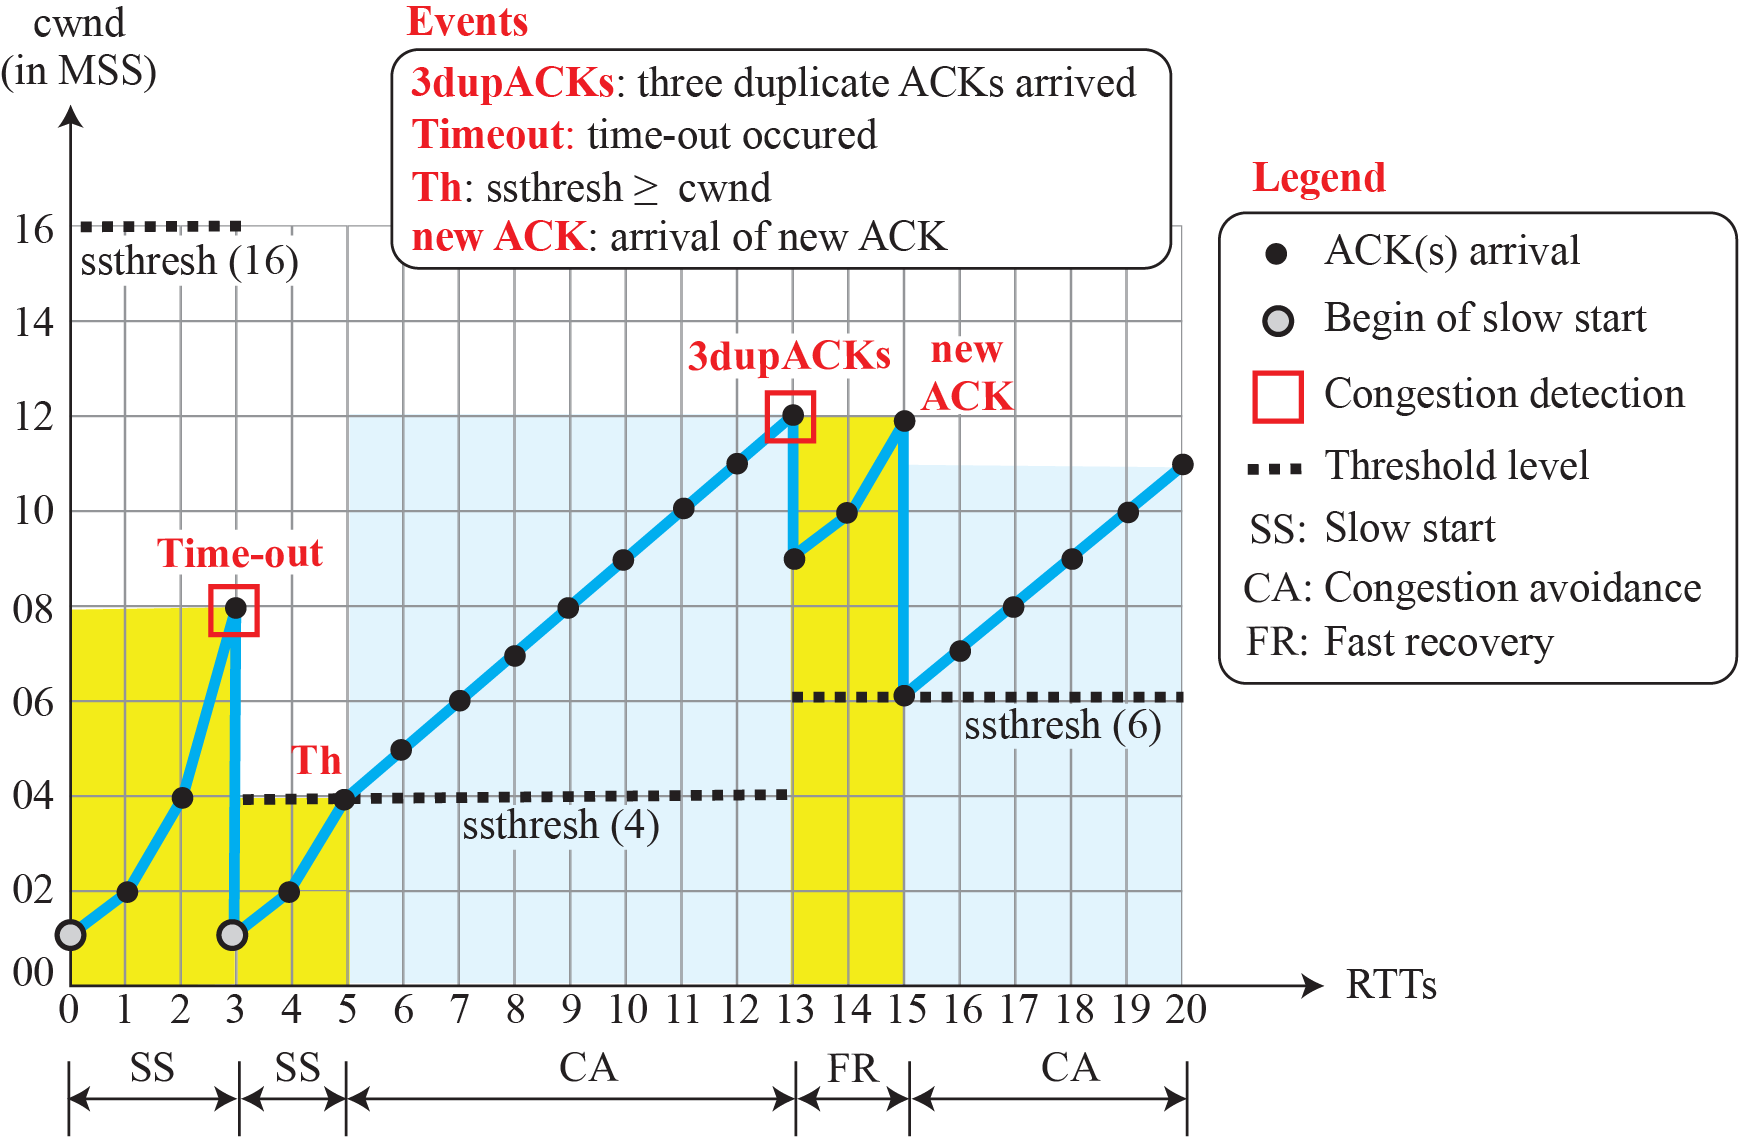 cwnd
(in MSS)
Events
3dupACKs: three duplicate ACKs arrived
Timeout: time-out occured
Th: ssthresh ≥ cwnd
new ACK: arrival of new ACK
Legend
ACK(s) arrival
Begin of slow start
Congestion detection
Threshold level
SS: Slow start
CA: Congestion avoidance
FR: Fast recovery
16
ssthresh (16)
14
3dupACKs
new
ACK
12
10
Time-out
08
06
ssthresh (6)
Th
04
ssthresh (4)
02
00
RTTs
0 1 2 3 4 5 6 7 8 9 10 11 12 13 14 15 16 17 18 19 20
SS SS CA FR CA